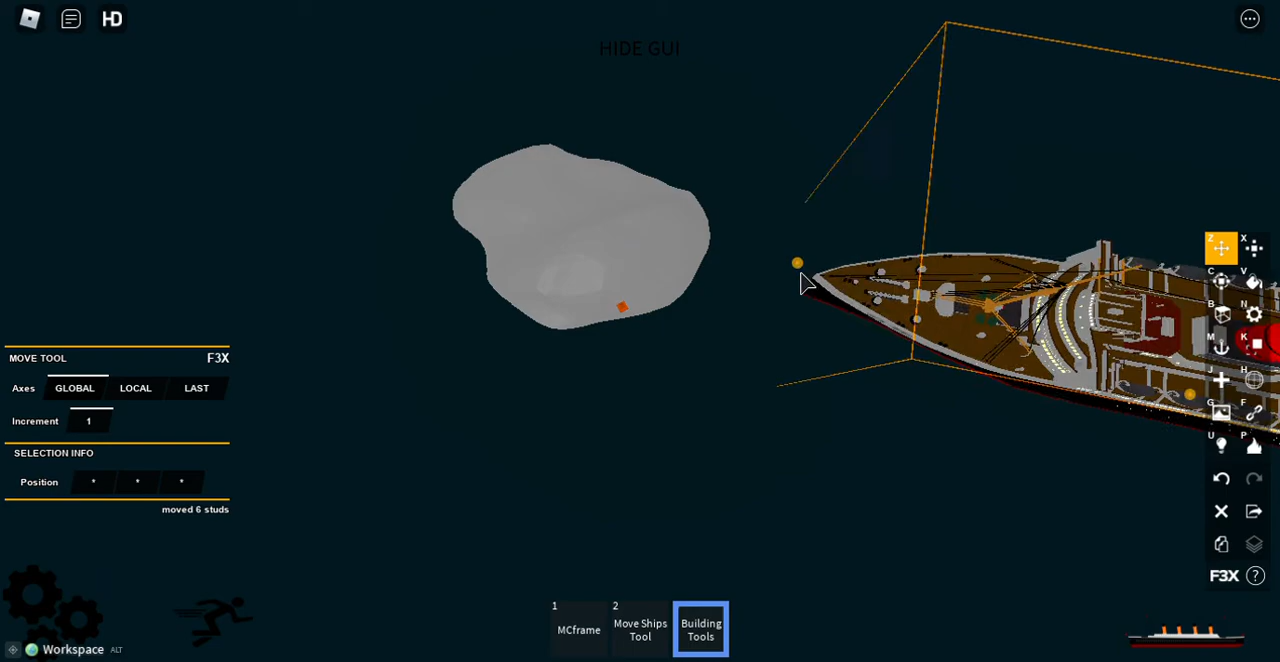 HD
HIDE GUI
Z
X
C
V
B
N
M
K
J
H
G
F
U
P
MOVE TOOL F3X
Axes GLOBAL LOCAL LAST
Increment 1
SELECTION INFO
Position * * *
moved 6 studs
F3X ?
1
MCframe
2
Move Ships
Tool
Building
Tools
Workspace ALT